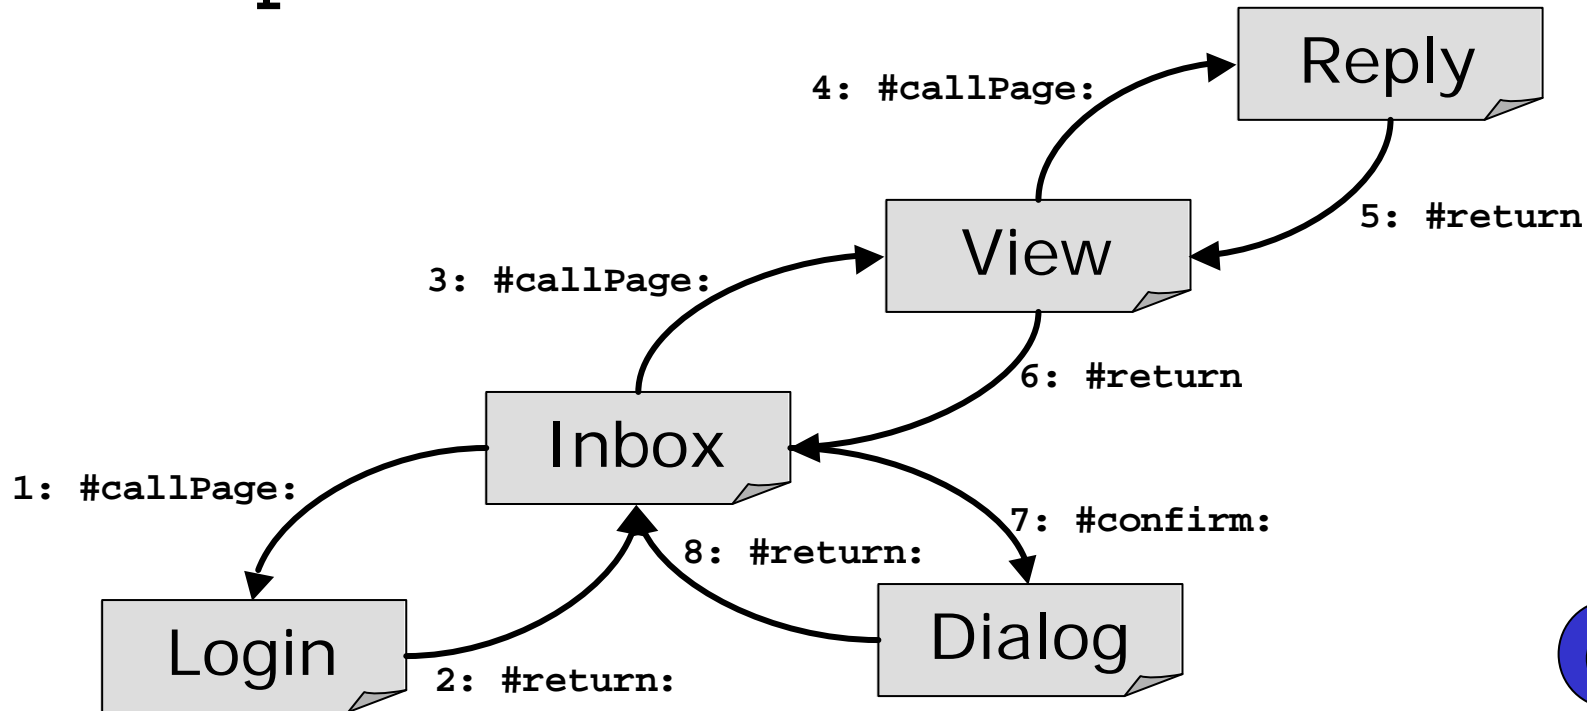 Reply
4: #callPage:
5: #return
View
3: #callPage:
6: #return
Inbox
1: #callPage:
7: #confirm:
8: #return:
Login
Dialog
2: #return: